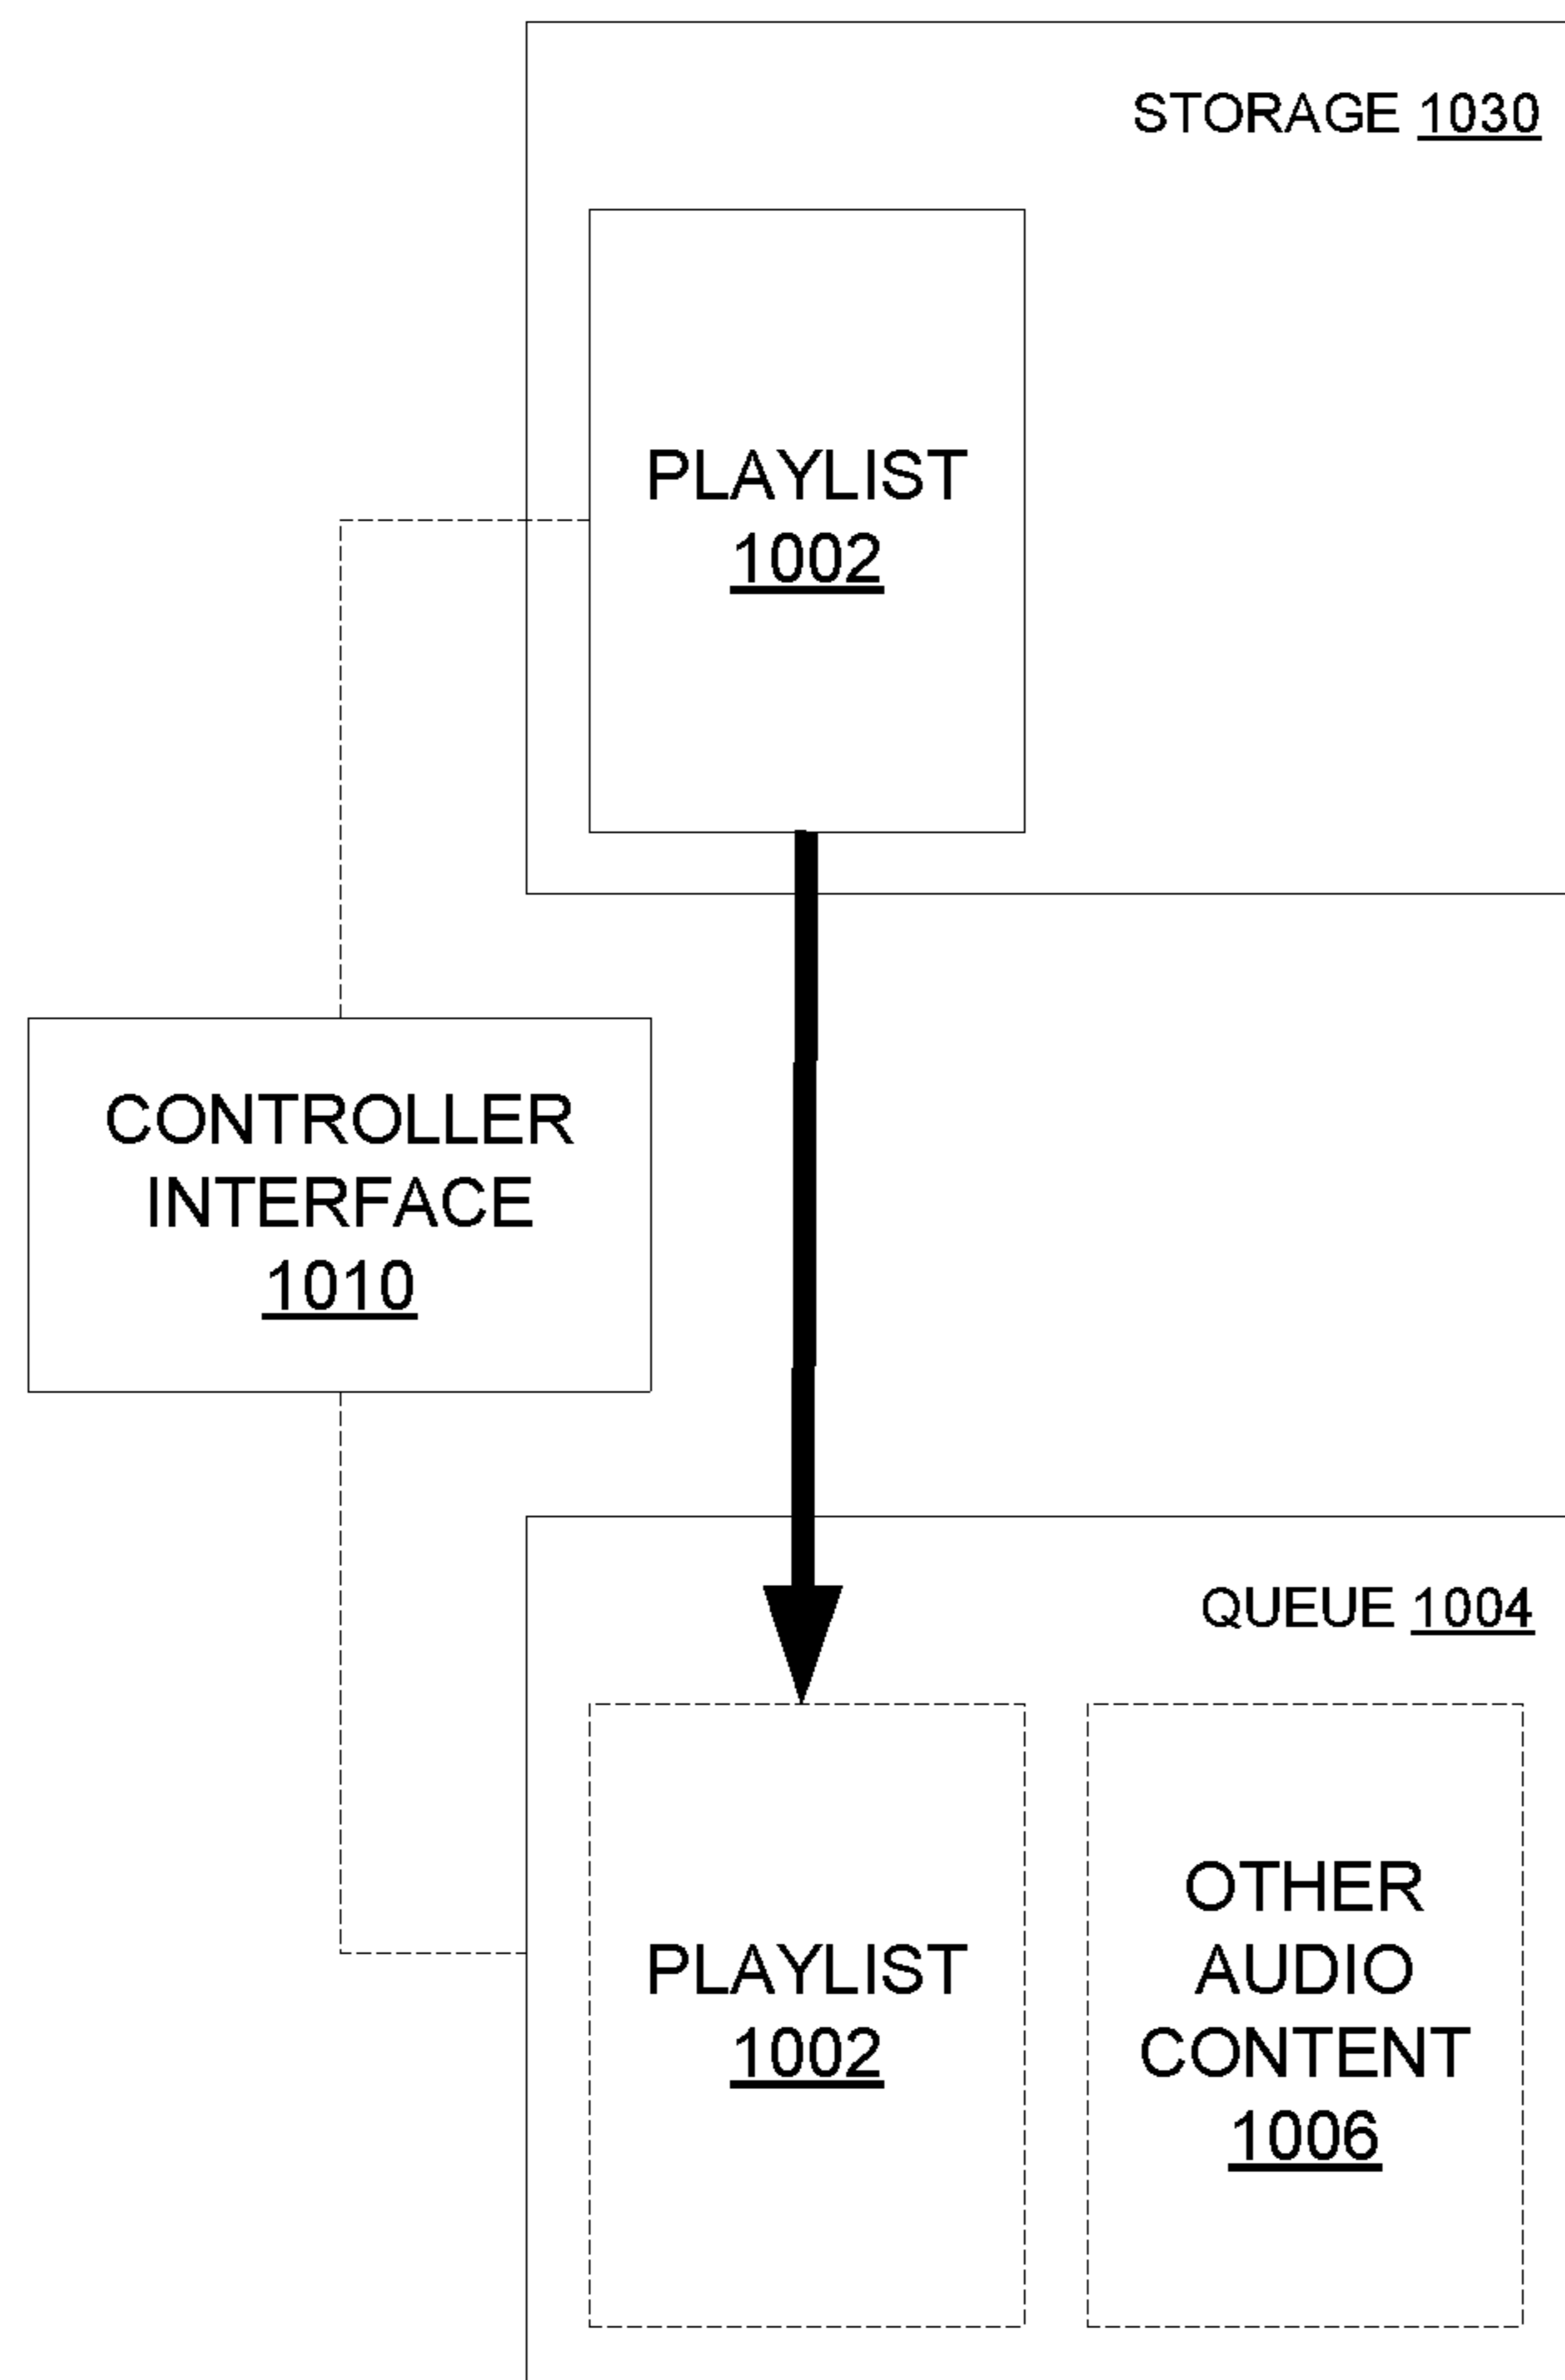 STORAGE 1030
PLAYLIST
1002
CONTROLLER
INTERFACE
1010
QUEUE 1004
PLAYLIST
1002
OTHER
AUDIO
CONTENT
1006